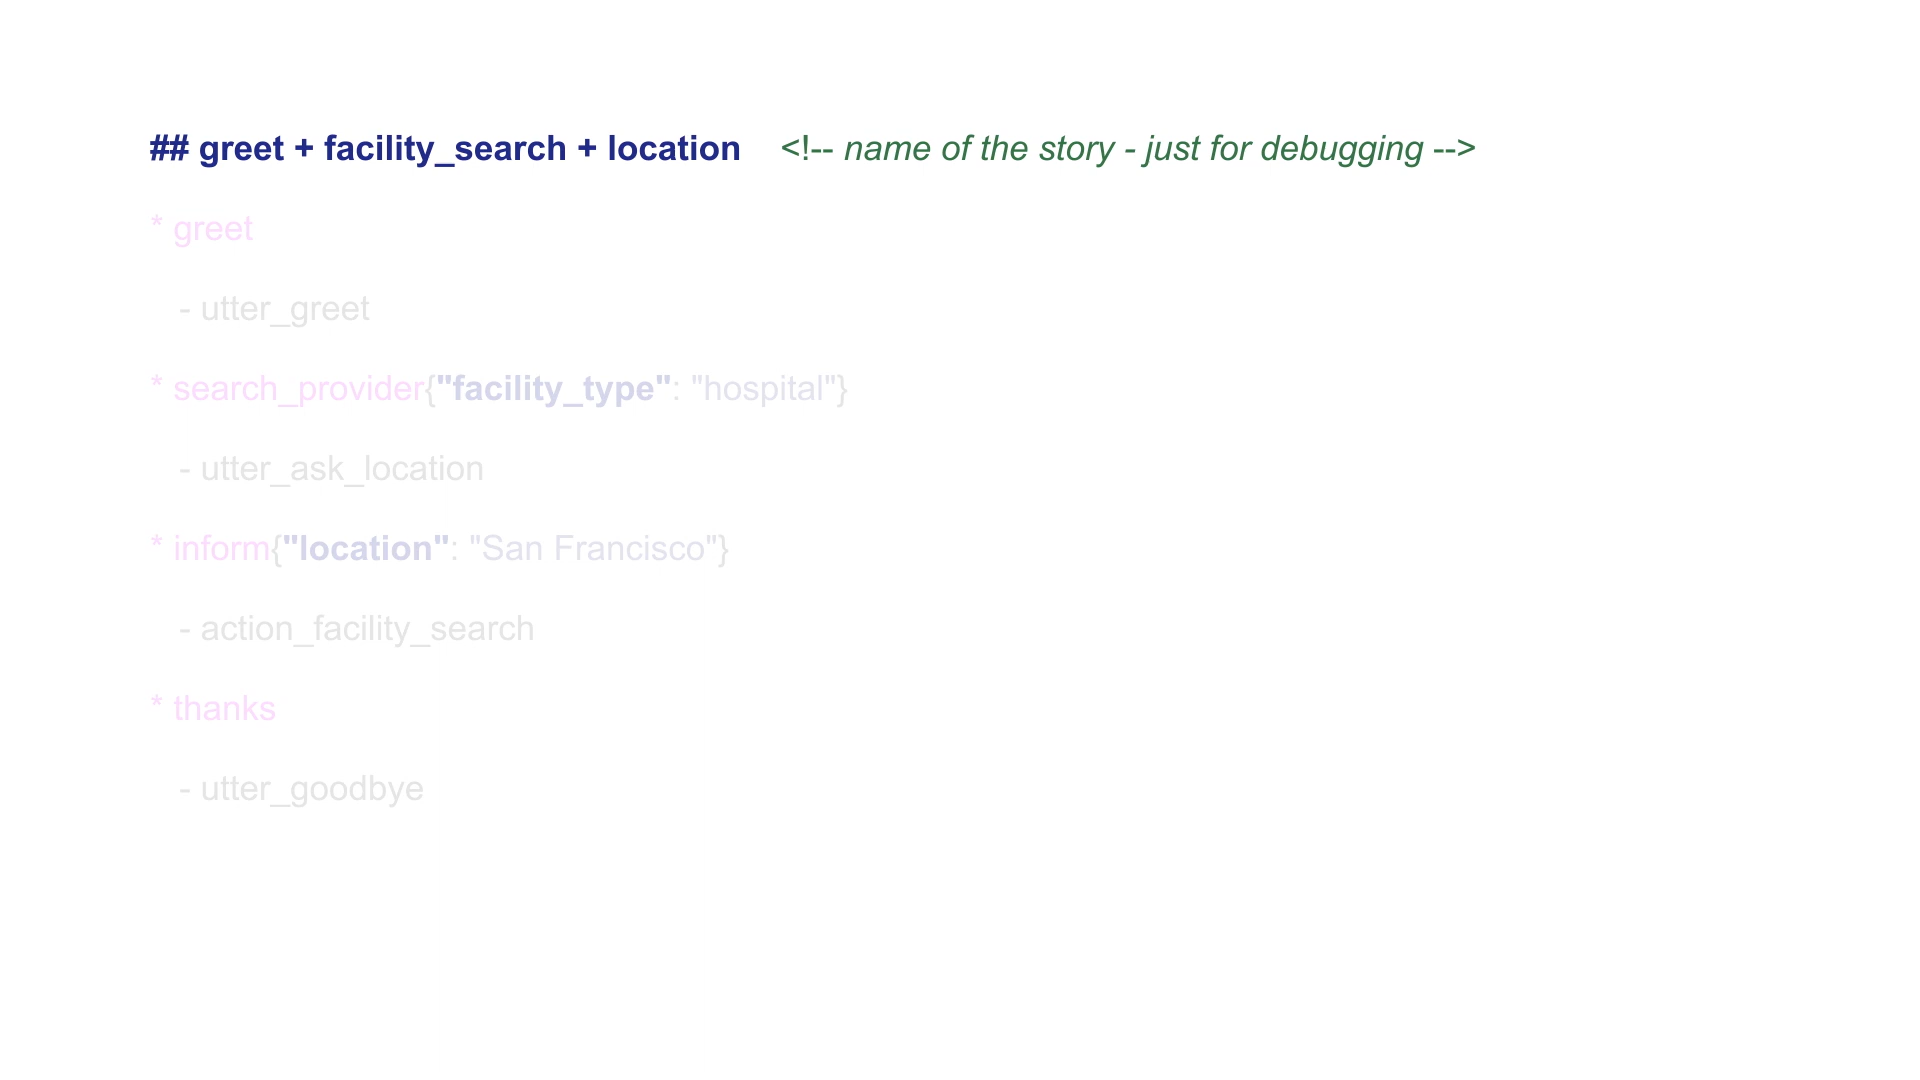 ## greet + facility_search + location <!-- name of the story - just for debugging -->
* greet
- utter_greet
* search_provider{"facility_type": "hospital"}
- utter_ask_location
* inform{"location": "San Francisco"}
- action_facility_search
* thanks
- utter_goodbye